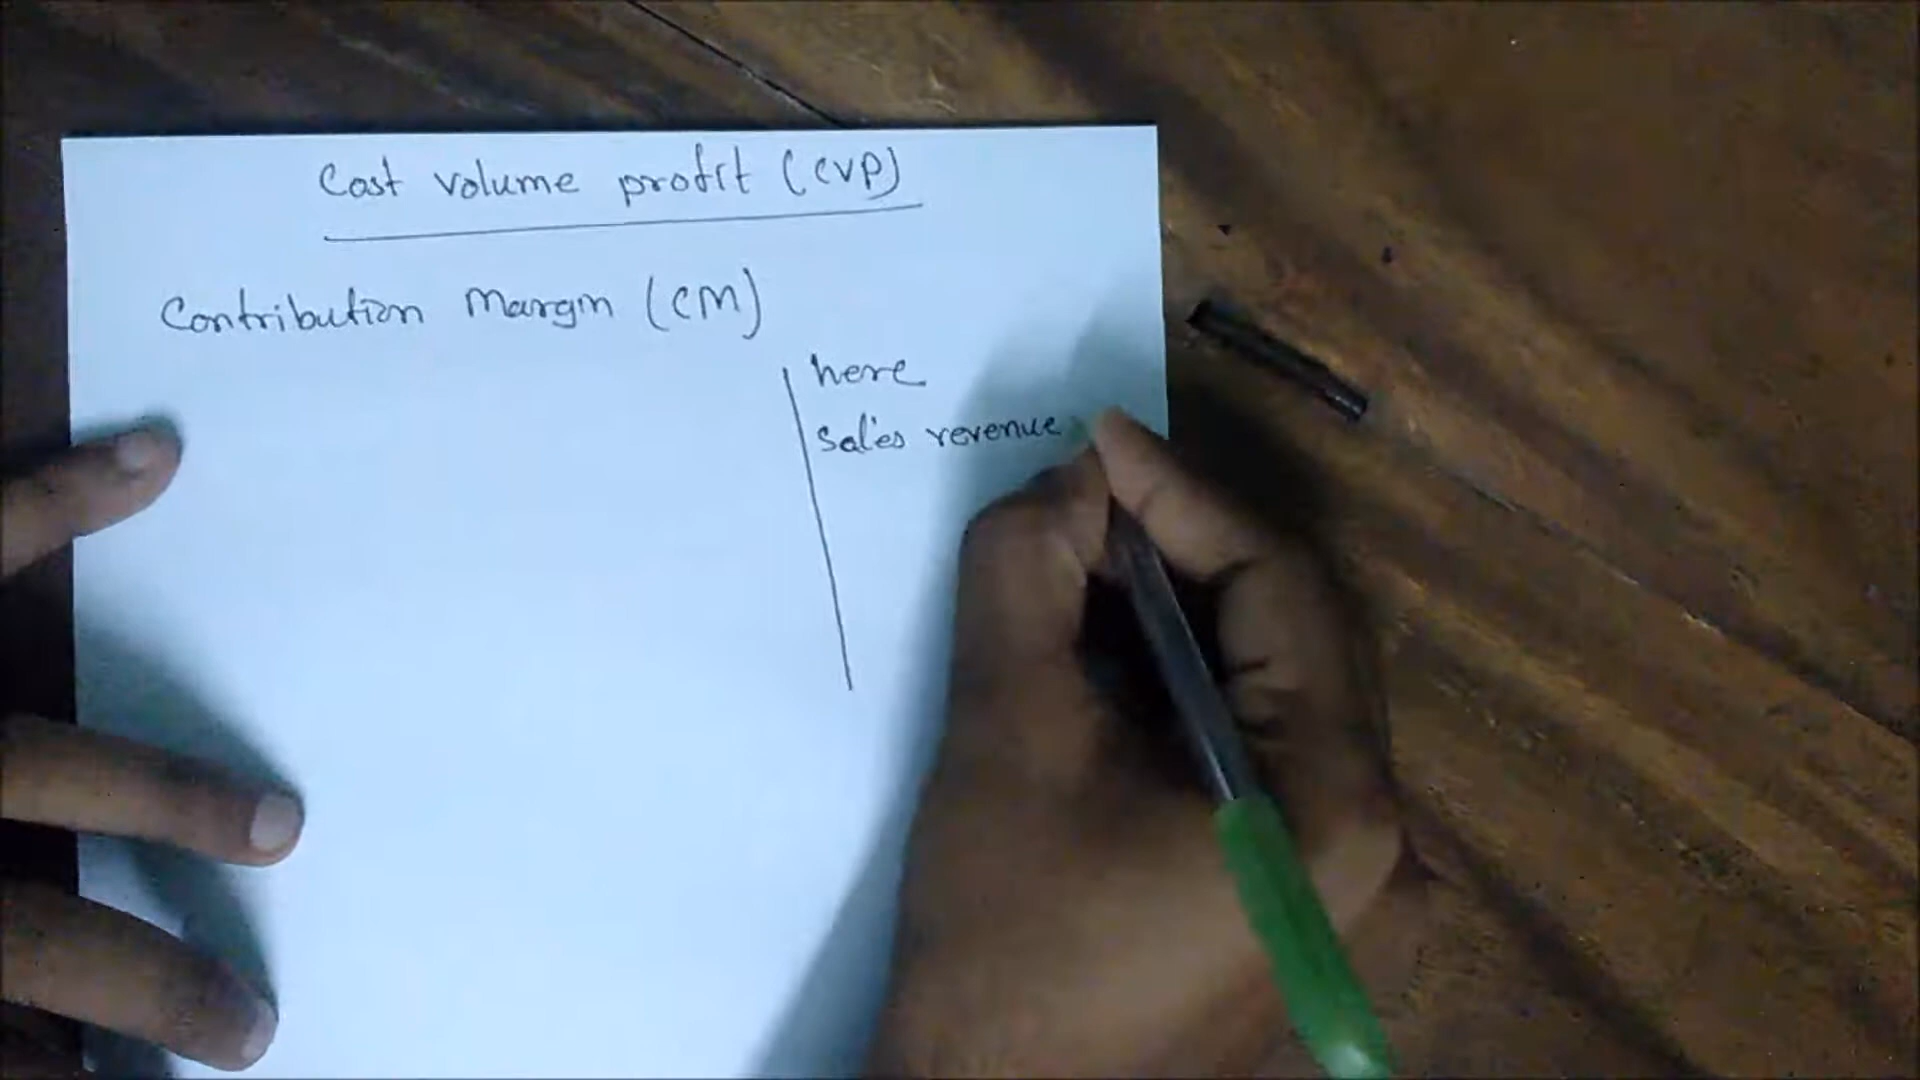 Cost volume profit (CVP)
Contribution Margin (CM)
here
sales revenue